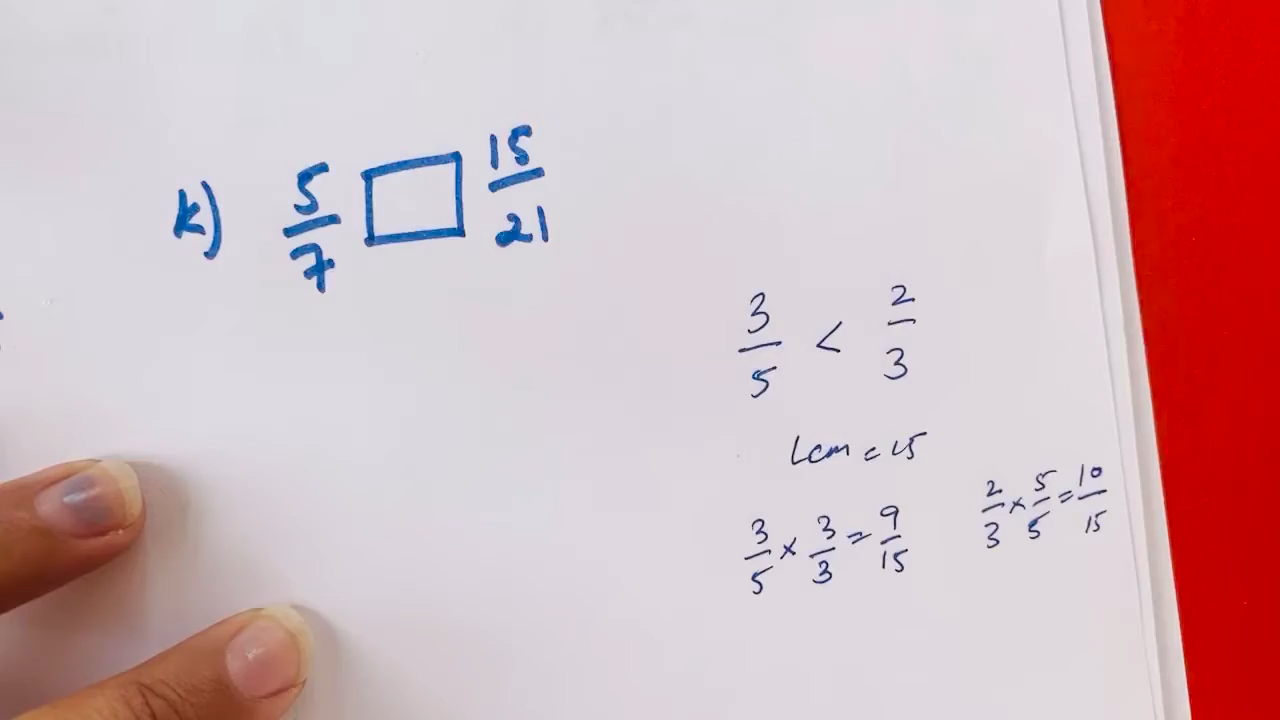 k) 5/7 □ 15/21
3/5 < 2/3
Lcm = 15
3/5 × 3/3 = 9/15
2/3 × 5/5 = 10/15